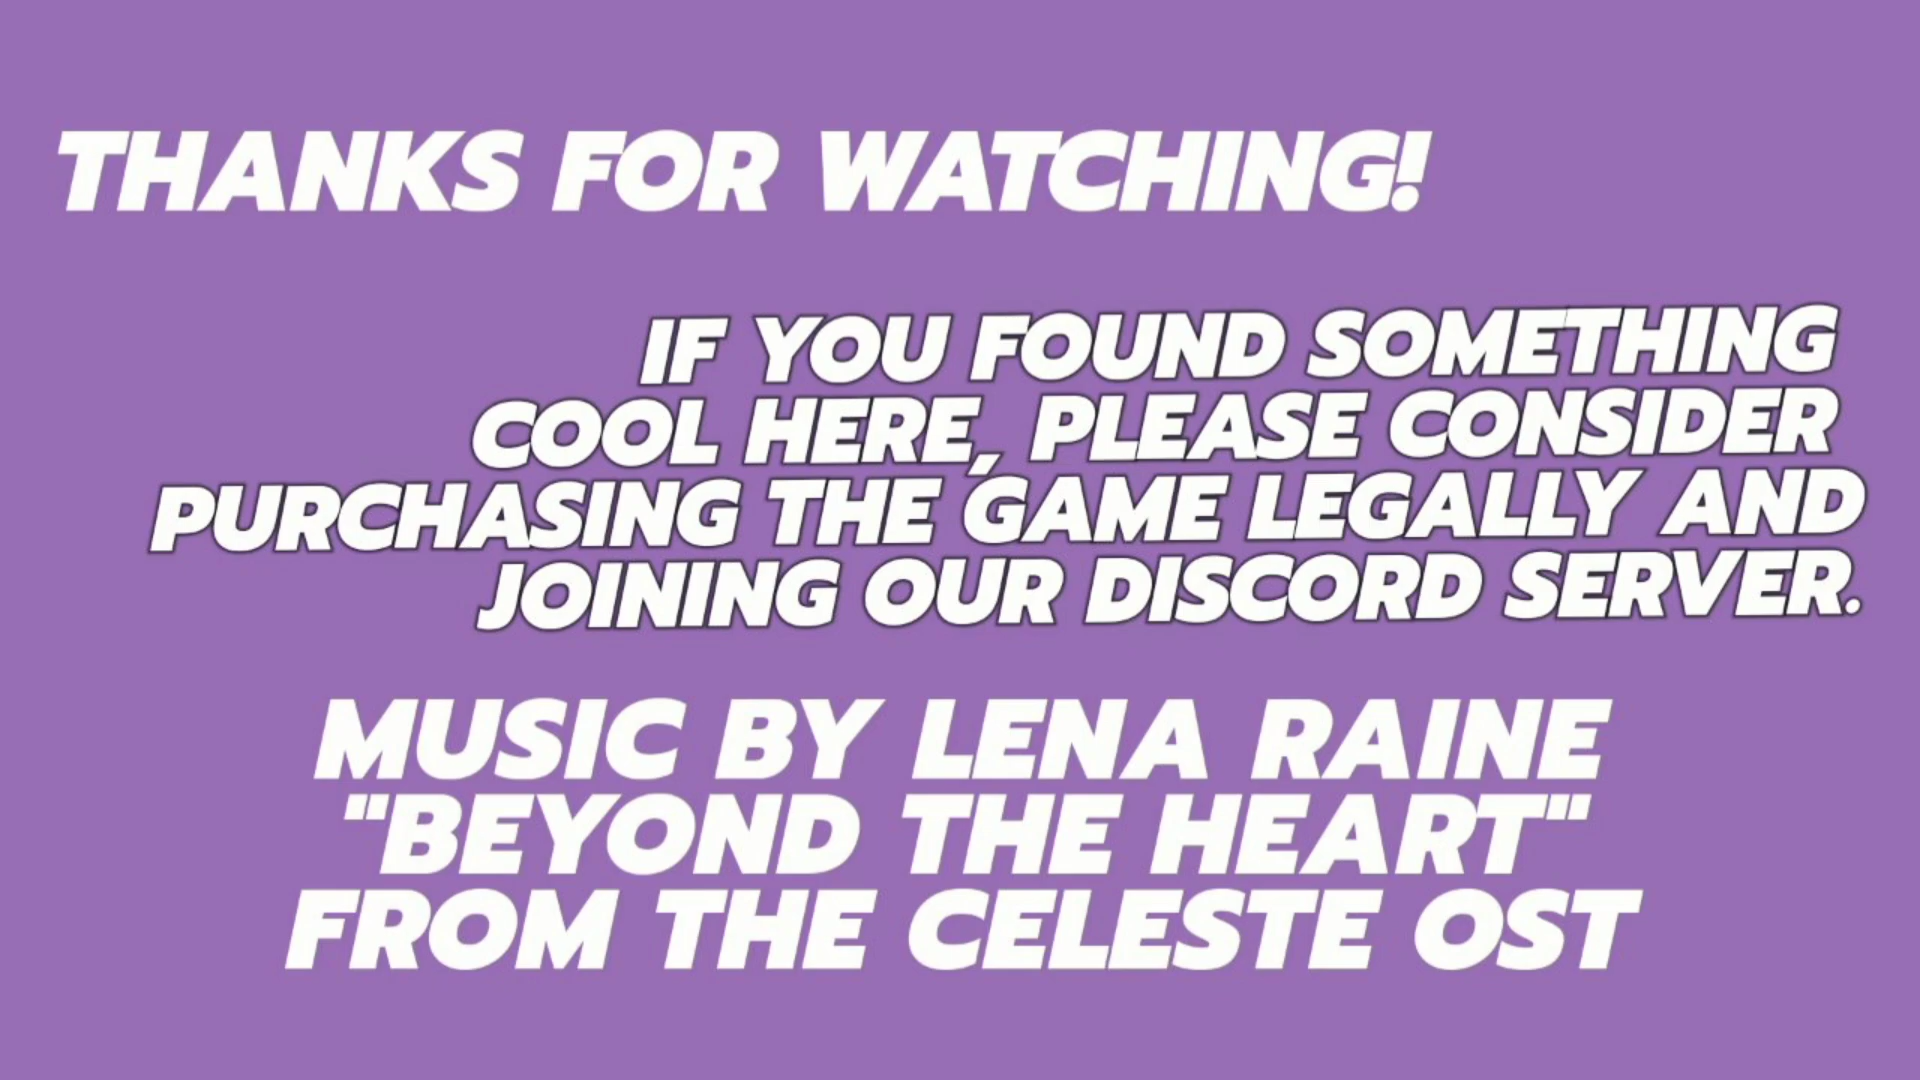 THANKS FOR WATCHING!
IF YOU FOUND SOMETHING
COOL HERE, PLEASE CONSIDER
PURCHASING THE GAME LEGALLY AND
JOINING OUR DISCORD SERVER.
MUSIC BY LENA RAINE
"BEYOND THE HEART"
FROM THE CELESTE OST